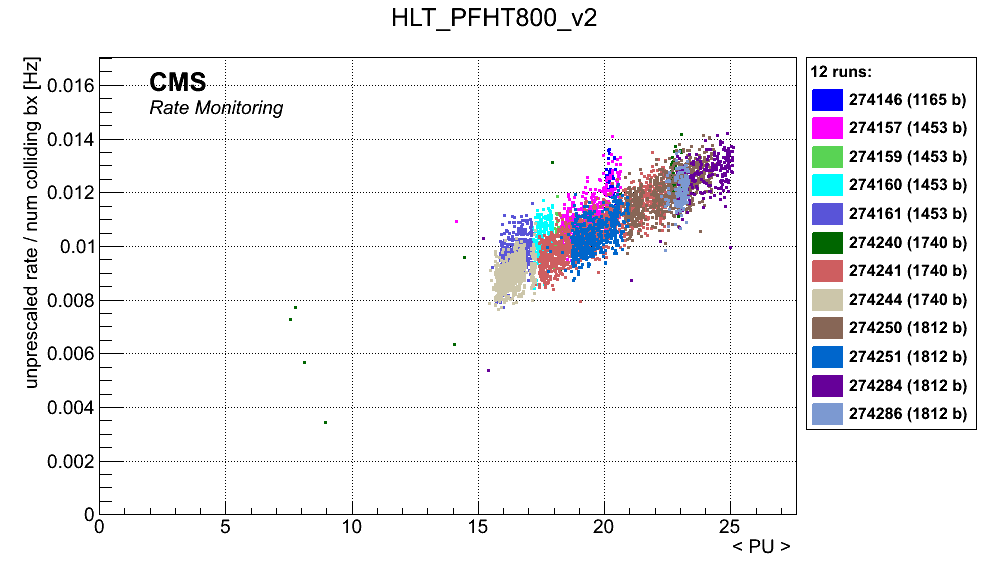 HLT_PFHT800_v2
unprescaled rate / num colliding bx [Hz]
CMS
Rate Monitoring
0.016
0.014
0.012
0.01
0.008
0.006
0.004
0.002
0
0 5 10 15 20 25
< PU >
12 runs:
274146 (1165 b)
274157 (1453 b)
274159 (1453 b)
274160 (1453 b)
274161 (1453 b)
274240 (1740 b)
274241 (1740 b)
274244 (1740 b)
274250 (1812 b)
274251 (1812 b)
274284 (1812 b)
274286 (1812 b)